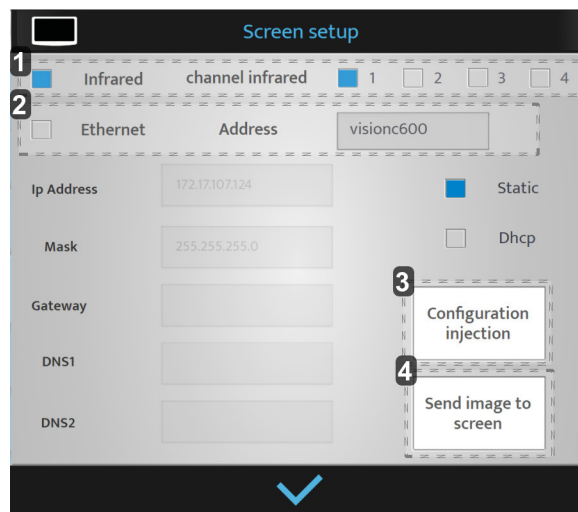 Screen setup
1
Infrared channel infrared 1 2 3 4
2
Ethernet Address visionc600
Ip Address 172.17.107.124 Static
Mask 255.255.255.0 Dhcp
3
Gateway
Configuration
injection
DNS1
4
Send image to
screen
DNS2